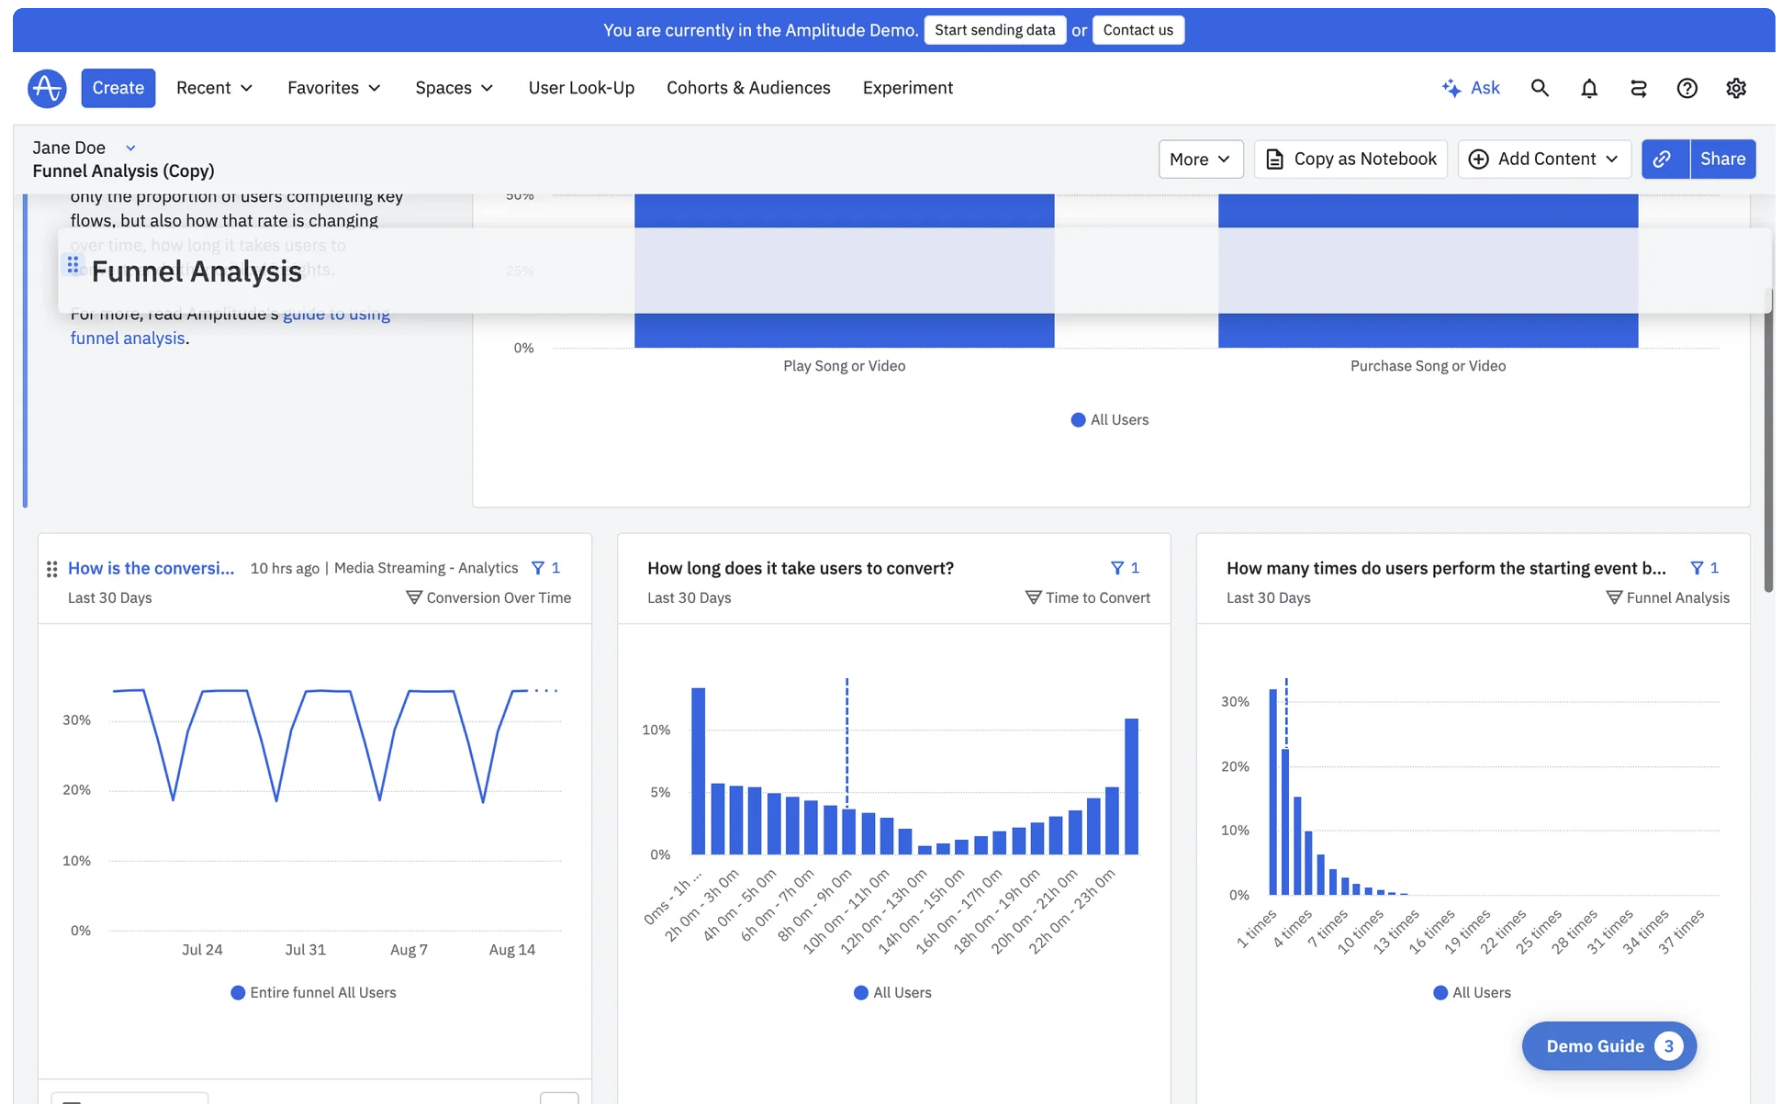 You are currently in the Amplitude Demo. Start sending data or Contact us
Create Recent Favorites Spaces User Look-Up Cohorts & Audiences Experiment Ask
Jane Doe
Funnel Analysis (Copy)
More Copy as Notebook Add Content Share
only the proportion of users completing key
flows, but also how that rate is changing
over time, how long it takes users to
Funnel Analysis
For more, read Amplitude's guide to using
funnel analysis.
50%
25%
0%
Play Song or Video Purchase Song or Video
All Users
How is the conversi... 10 hrs ago | Media Streaming - Analytics 1
Last 30 Days Conversion Over Time
30%
20%
10%
0%
Jul 24 Jul 31 Aug 7 Aug 14
Entire funnel All Users
How long does it take users to convert? 1
Last 30 Days Time to Convert
10%
5%
0%
0ms - 1h ... 2h 0m - 3h 0m 4h 0m - 5h 0m 6h 0m - 7h 0m 8h 0m - 9h 0m 10h 0m - 11h 0m 12h 0m - 13h 0m 14h 0m - 15h 0m 16h 0m - 17h 0m 18h 0m - 19h 0m 20h 0m - 21h 0m 22h 0m - 23h 0m
All Users
How many times do users perform the starting event b... 1
Last 30 Days Funnel Analysis
30%
20%
10%
0%
1 times 4 times 7 times 10 times 13 times 16 times 19 times 22 times 25 times 28 times 31 times 34 times 37 times
All Users
Demo Guide 3